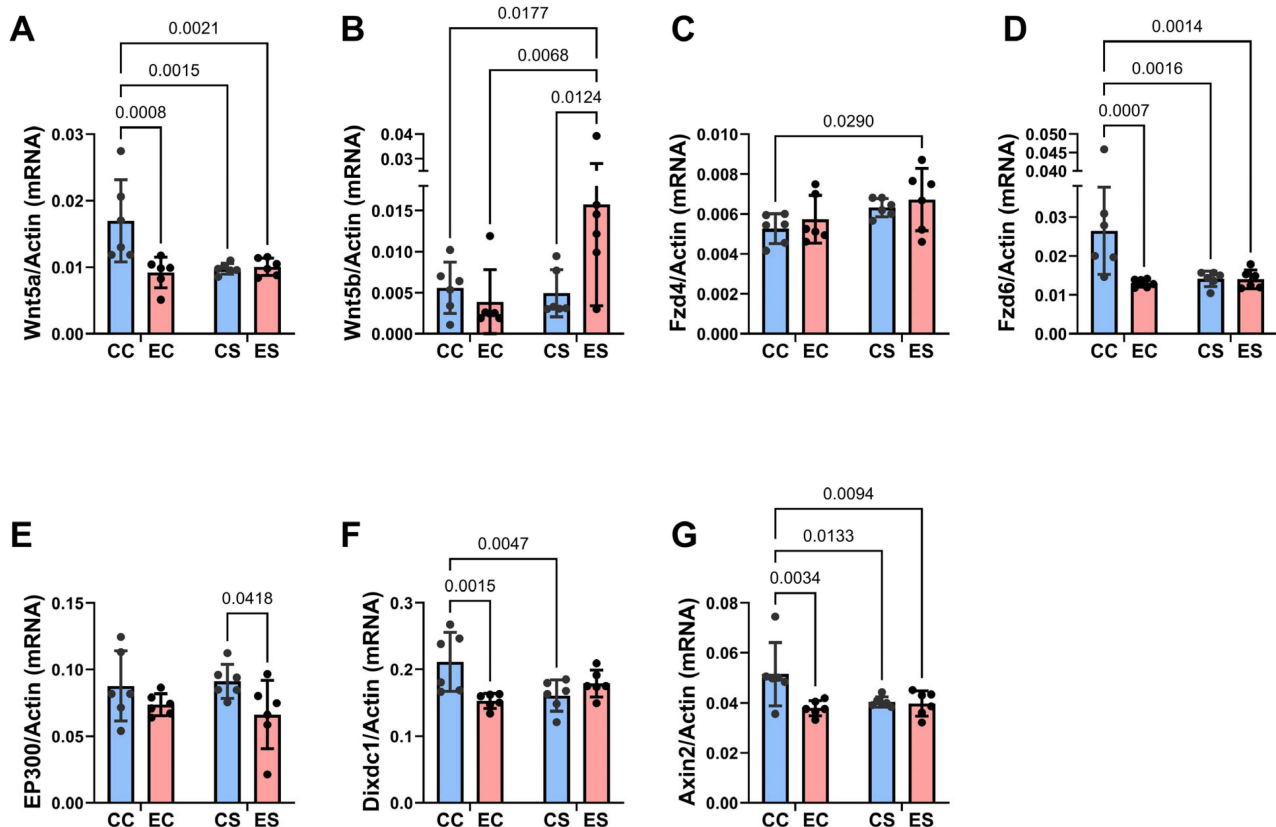 A
0.0021
0.0015
0.0008
Wnt5a/Actin (mRNA)
0.03
0.02
0.01
0.00
CC EC CS ES
B
0.0177
0.0068
0.0124
Wnt5b/Actin (mRNA)
0.04
0.03
0.020
0.015
0.010
0.005
0.000
CC EC CS ES
C
0.0290
Fzd4/Actin (mRNA)
0.010
0.008
0.006
0.004
0.002
0.000
CC EC CS ES
D
0.0014
0.0016
0.0007
Fzd6/Actin (mRNA)
0.050
0.045
0.040
0.03
0.02
0.01
0.00
CC EC CS ES
E
0.0418
EP300/Actin (mRNA)
0.15
0.10
0.05
0.00
CC EC CS ES
F
0.0047
0.0015
Dixdc1/Actin (mRNA)
0.3
0.2
0.1
0.0
CC EC CS ES
G
0.0094
0.0133
0.0034
Axin2/Actin (mRNA)
0.08
0.06
0.04
0.02
0.00
CC EC CS ES